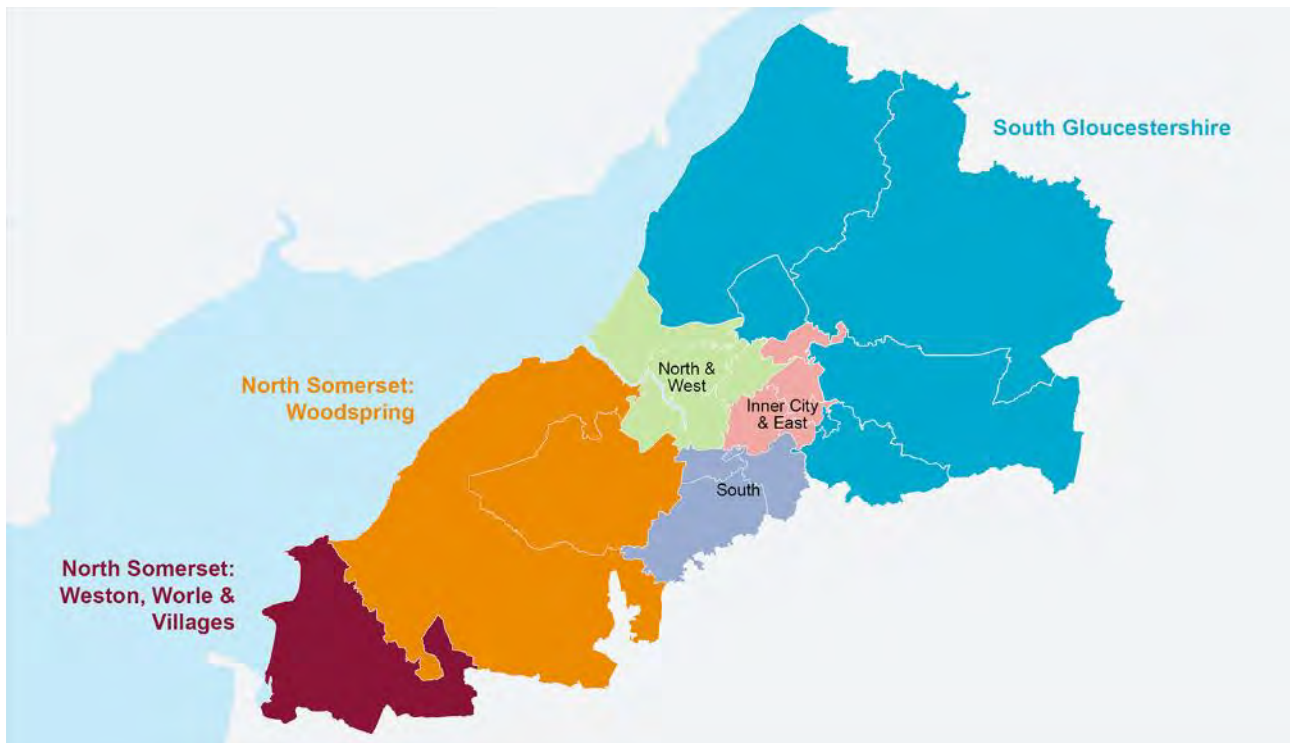 South Gloucestershire
North &
West
North Somerset:
Woodspring
Inner City
& East
South
North Somerset:
Weston, Worle &
Villages